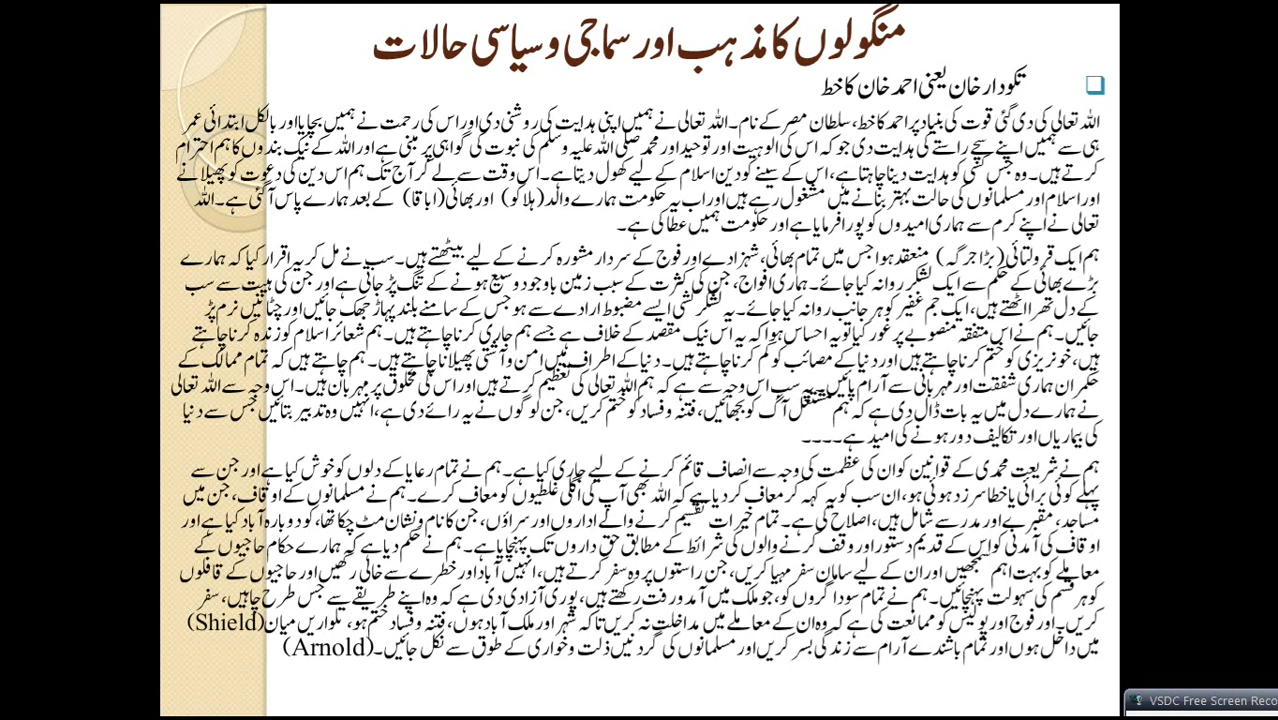 منگولوں کا مذہب اور سماجی و سیاسی حالات
تکودار خان یعنی احمد خان کا خط
اللہ تعالٰی کی دی گئی قوت کی بنیاد پر احمد کا خط، سلطان مصر کے نام۔ اللہ تعالٰی نے ہمیں اپنی ہدایت کی روشنی دی اور اس کی رحمت نے ہمیں بچایا اور بالکل ابتدائی عمر
ہی سے ہمیں اپنے سچے راستے کی ہدایت دی جو کہ اس کی الوہیت اور توحید اور محمد صلی اللہ علیہ وسلم کی نبوت کی گواہی پر مبنی ہے اور اللہ کے نیک بندوں کا ہم احترام
کرتے ہیں۔ وہ جس کسی کو ہدایت دینا چاہتا ہے، اس کے سینے کو دین اسلام کے لیے کھول دیتا ہے۔ اس وقت سے لے کر آج تک ہم اس دین کی دعوت کو پھیلانے
اور اسلام اور مسلمانوں کی حالت بہتر بنانے میں مشغول رہے ہیں اور اب یہ حکومت ہمارے والد (ہلاکو) اور بھائی (اباقا) کے بعد ہمارے پاس آ گئی ہے۔ اللہ
تعالٰی نے اپنے کرم سے ہماری امیدوں کو پورا فرمایا ہے اور حکومت ہمیں عطا کی ہے۔
ہم ایک قرولتائی (بڑا جرگہ) منعقد ہوا جس میں تمام بھائی، شہزادے اور فوج کے سردار مشورہ کرنے کے لیے بیٹھتے ہیں۔ سب نے مل کر یہ اقرار کیا کہ ہمارے
بڑے بھائی کے حکم سے ایک لشکر روانہ کیا جائے۔ ہماری افواج، جن کی کثرت کے سبب زمین باوجود وسیع ہونے کے تنگ پڑ جاتی ہے اور جن کی ہیبت سے سب
کے دل تھرا اٹھتے ہیں، ایک جم غفیر کو ہر جانب روانہ کیا جائے۔ یہ لشکر کشی ایسے مضبوط ارادے سے ہو جس کے سامنے بلند پہاڑ جھک جائیں اور چٹانیں نرم پڑ
جائیں۔ ہم نے اس متفقہ منصوبے پر غور کیا تو یہ احساس ہوا کہ یہ اس نیک مقصد کے خلاف ہے جسے ہم جاری کرنا چاہتے ہیں۔ ہم شعائر اسلام کو زندہ کرنا چاہتے
ہیں، خونریزی کو ختم کرنا چاہتے ہیں اور دنیا کے مصائب کو کم کرنا چاہتے ہیں۔ دنیا کے اطراف میں امن و آشتی پھیلانا چاہتے ہیں۔ ہم چاہتے ہیں کہ تمام ممالک کے
حکمران ہماری شفقت اور مہربانی سے آرام پائیں۔ یہ سب اس وجہ سے ہے کہ ہم اللہ تعالٰی کی تعظیم کرتے ہیں اور اس کی مخلوق پر مہربان ہیں۔ اس وجہ سے اللہ تعالٰی
نے ہمارے دل میں یہ بات ڈال دی ہے کہ ہم مشتعل آگ کو بجھائیں، فتنہ و فساد کو ختم کریں، جن لوگوں نے یہ رائے دی ہے، انہیں وہ تدبیر بتائیں جس سے دنیا
کی بیماریاں اور تکالیف دور ہونے کی امید ہے۔۔۔۔
ہم نے شریعت محمدی کے قوانین کو ان کی عظمت کی وجہ سے انصاف قائم کرنے کے لیے جاری کیا ہے۔ ہم نے تمام رعایا کے دلوں کو خوش کیا ہے اور جن سے
پہلے کوئی برائی یا خطا سرزد ہوئی ہو، ان سب کو یہ کہہ کر معاف کر دیا ہے کہ اللہ بھی آپ کی اگلی غلطیوں کو معاف کرے۔ ہم نے مسلمانوں کے اوقاف، جن میں
مساجد، مقبرے اور مدرسے شامل ہیں، اصلاح کی ہے۔ تمام خیرات تقسیم کرنے والے اداروں اور سراؤں، جن کا نام و نشان مٹ چکا تھا، کو دوبارہ آباد کیا ہے اور
اوقاف کی آمدنی کو اس کے قدیم دستور اور وقف کرنے والوں کی شرائط کے مطابق حق داروں تک پہنچایا ہے۔ ہم نے حکم دیا ہے کہ ہمارے حکام حاجیوں کے
معاملے کو بہت اہم سمجھیں اور ان کے لیے سامان سفر مہیا کریں، جن راستوں پر وہ سفر کرتے ہیں، انہیں آباد اور خطرے سے خالی رکھیں اور حاجیوں کے قافلوں
کو ہر قسم کی سہولت پہنچائیں۔ ہم نے تمام سوداگروں کو، جو ملک میں آمد و رفت رکھتے ہیں، پوری آزادی دی ہے کہ وہ اپنے طریقے سے جس طرح چاہیں، سفر
کریں۔ اور فوج اور پولیس کو ممانعت کی ہے کہ وہ ان کے معاملے میں مداخلت نہ کریں تاکہ شہر اور ملک آباد ہوں، فتنہ و فساد ختم ہو، تلواریں میان (Shield)
میں داخل ہوں اور تمام باشندے آرام سے زندگی بسر کریں اور مسلمانوں کی گردنیں ذلت و خواری کے طوق سے نکل جائیں۔ (Arnold)
VSDC Free Screen Reco